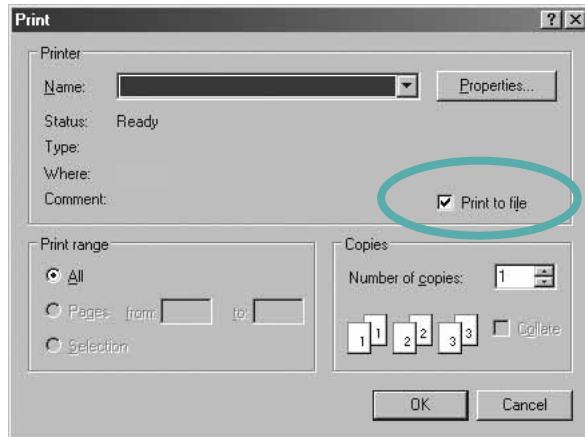 Print
Printer
Name:
Properties...
Status: Ready
Type:
Where:
Comment:
Print to file
Print range
All
Pages from: to:
Selection
Copies
Number of copies: 1
1 1 2 2 3 3
Collate
OK
Cancel